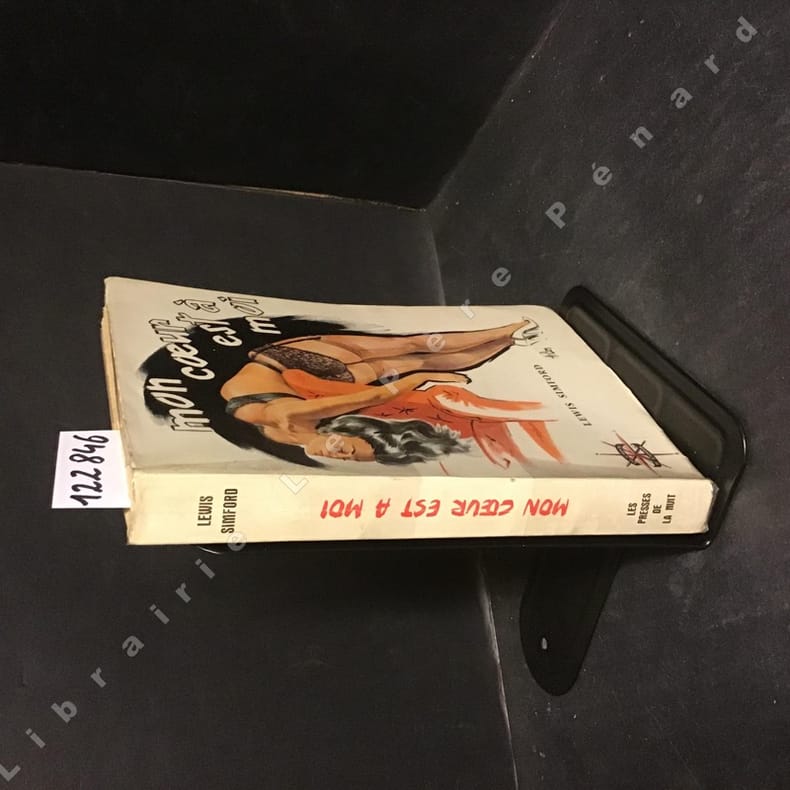 mon
cœur
est à
moi
LEWIS SIMFORD
122846
LEWIS
SIMFORD
MON CŒUR EST A MOI
LES
PRESSES
DE
LA NUIT
Librairie Le Père Pénard